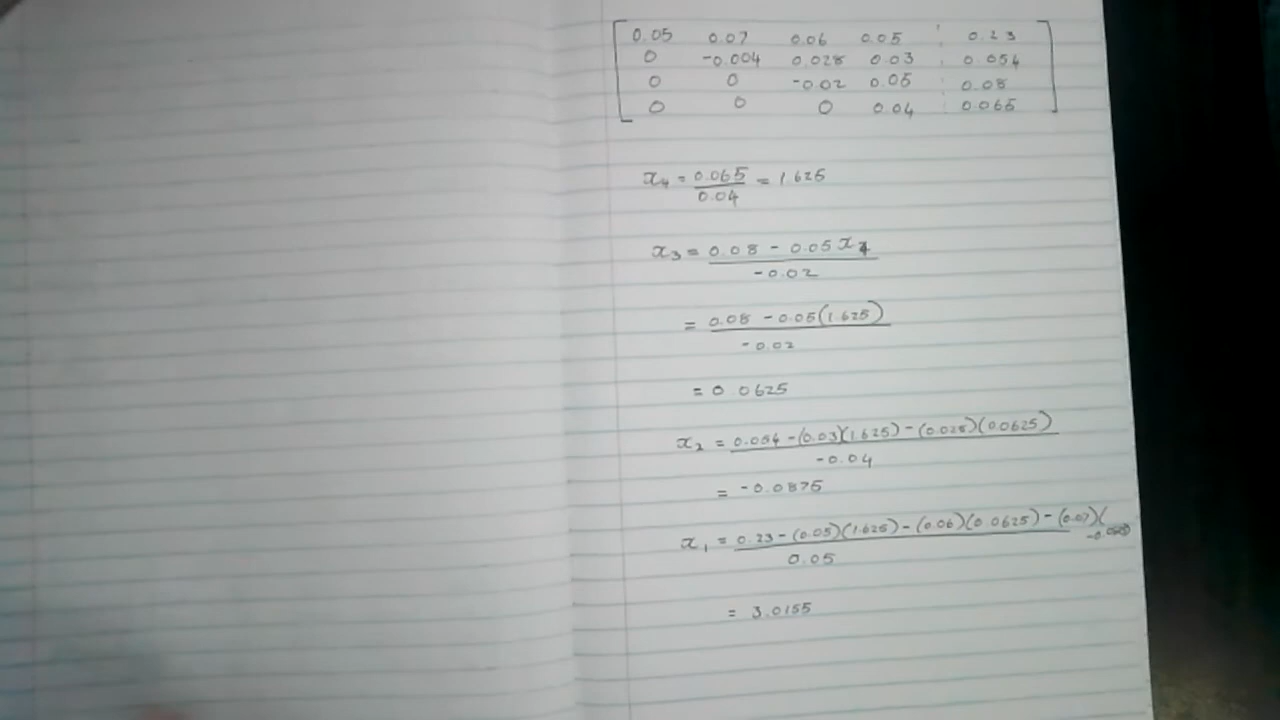 0.05 0.07 0.06 0.05 0.23
0 -0.004 0.028 0.03 0.054
0 0 -0.02 0.05 0.08
0 0 0 0.04 0.065
x₄ = 0.065 / 0.04 = 1.625
x₃ = 0.08 - 0.05x₄ / -0.02
= 0.08 - 0.05(1.625) / -0.02
= 0.0625
x₂ = 0.054 - (0.03)(1.625) - (0.028)(0.0625) / -0.04
= -0.0875
x₁ = 0.23 - (0.05)(1.625) - (0.06)(0.0625) - (0.07)(
0.05
= 3.0155